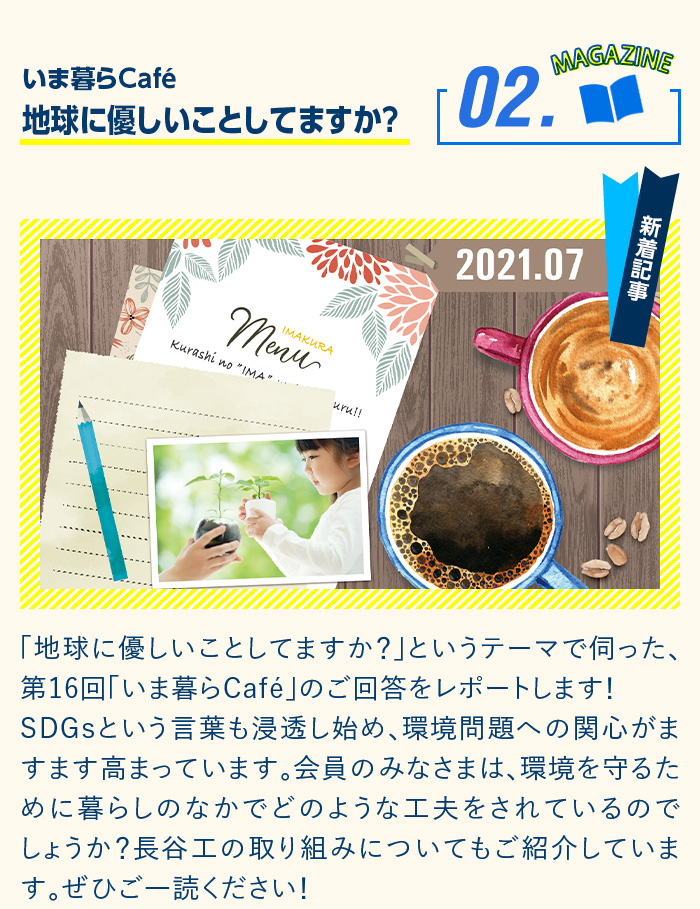 いま暮らCafé
地球に優しいことしてますか?
02.
MAGAZINE
新着記事
2021.07
IMAKURA
Menu
Kurashi no "IMA"
uru!!
「地球に優しいことしてますか?」というテーマで伺った、
第16回「いま暮らCafé」のご回答をレポートします!
SDGsという言葉も浸透し始め、環境問題への関心がま
すます高まっています。会員のみなさまは、環境を守るた
めに暮らしのなかでどのような工夫をされているので
しょうか?長谷工の取り組みについてもご紹介していま
す。ぜひご一読ください!